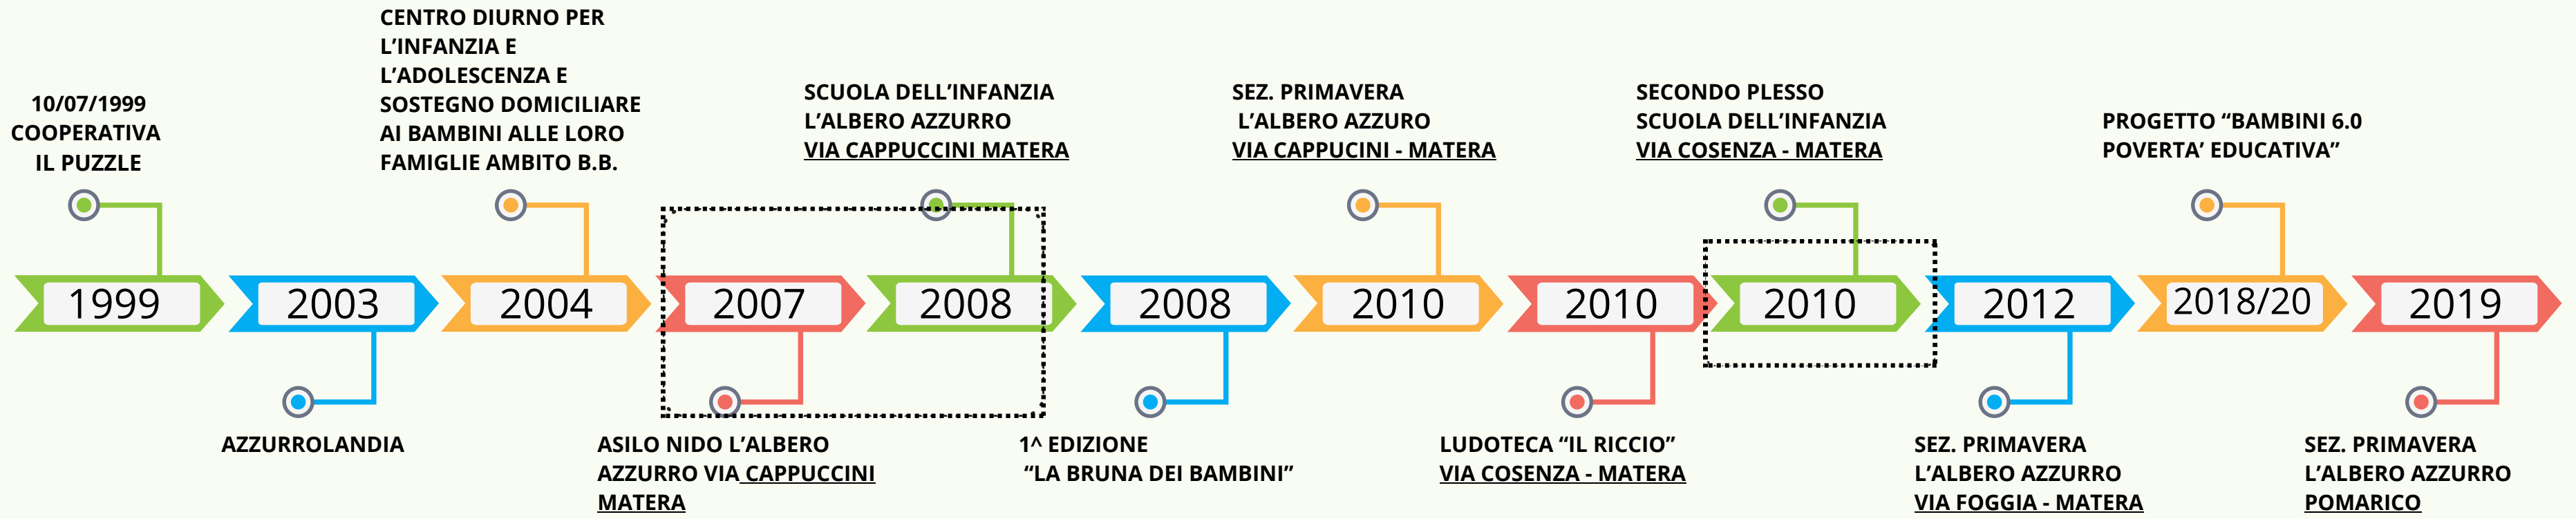 CENTRO DIURNO PER
L’INFANZIA E
L’ADOLESCENZA E
SOSTEGNO DOMICILIARE
AI BAMBINI ALLE LORO
FAMIGLIE AMBITO B.B.
10/07/1999
COOPERATIVA
IL PUZZLE
SCUOLA DELL’INFANZIA
L’ALBERO AZZURRO
VIA CAPPUCCINI MATERA
SEZ. PRIMAVERA
L’ALBERO AZZURO
VIA CAPPUCINI - MATERA
SECONDO PLESSO
SCUOLA DELL’INFANZIA
VIA COSENZA - MATERA
PROGETTO “BAMBINI 6.0
POVERTA’ EDUCATIVA”
1999
2003
2004
2007
2008
2008
2010
2010
2010
2012
2018/20
2019
AZZURROLANDIA
ASILO NIDO L’ALBERO
AZZURRO VIA CAPPUCCINI
MATERA
1^ EDIZIONE
“LA BRUNA DEI BAMBINI”
LUDOTECA “IL RICCIO”
VIA COSENZA - MATERA
SEZ. PRIMAVERA
L’ALBERO AZZURRO
VIA FOGGIA - MATERA
SEZ. PRIMAVERA
L’ALBERO AZZURRO
POMARICO